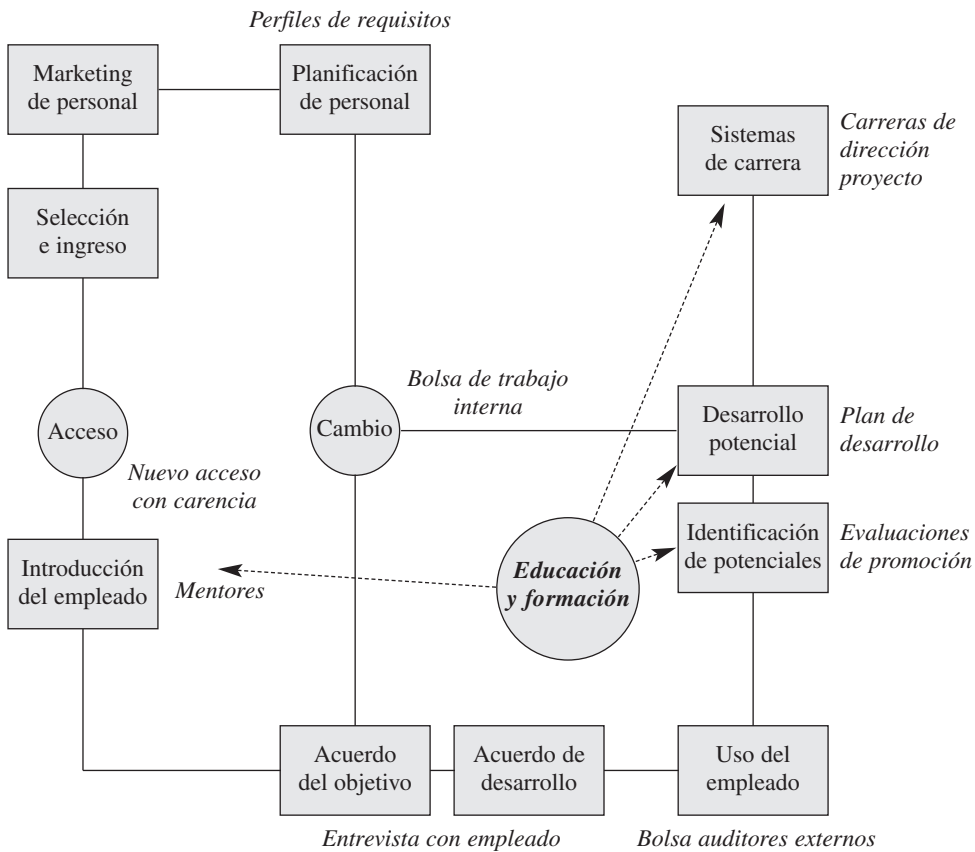 Perfiles de requisitos
Marketing
de personal
Planificación
de personal
Sistemas
de carrera
Carreras de
dirección
proyecto
Selección
e ingreso
Bolsa de trabajo
interna
Acceso
Cambio
Desarrollo
potencial
Plan de
desarrollo
Nuevo acceso
con carencia
Introducción
del empleado
Mentores
Educación
y formación
Identificación
de potenciales
Evaluaciones
de promoción
Acuerdo
del objetivo
Acuerdo de
desarrollo
Uso del
empleado
Entrevista con empleado
Bolsa auditores externos